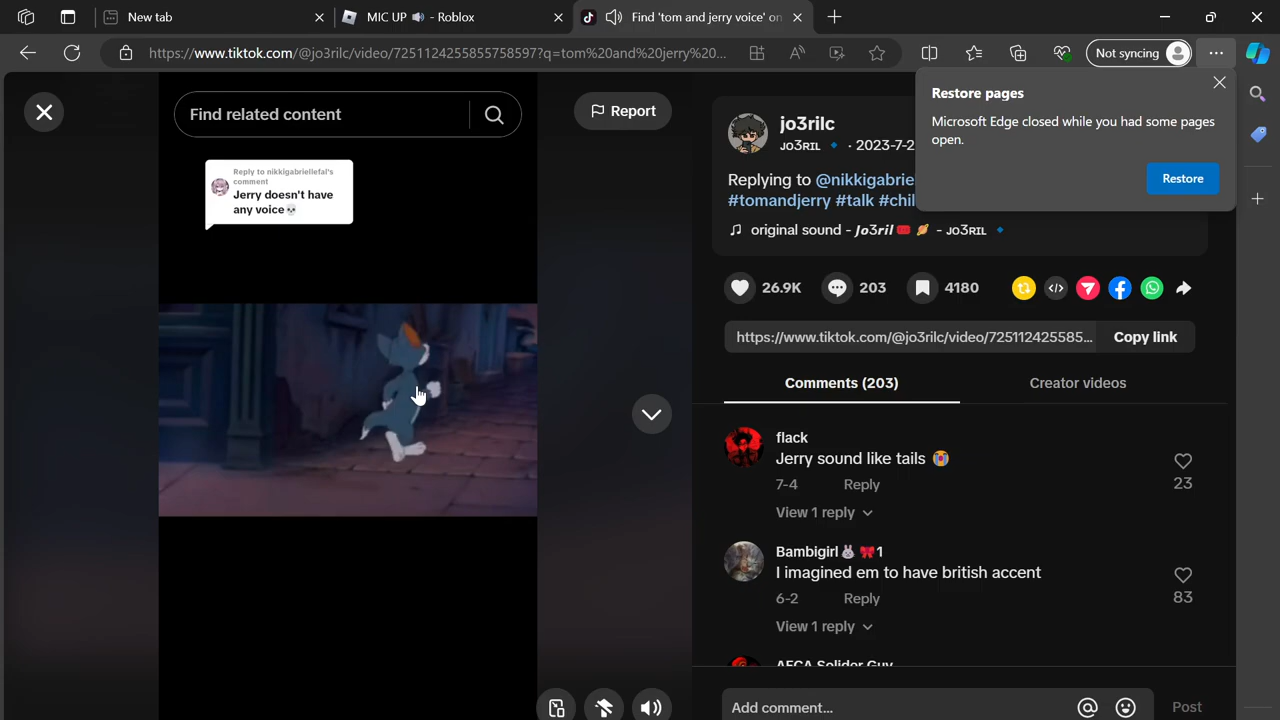 New tab
MIC UP 🔊 - Roblox
Find 'tom and jerry voice' on
https://www.tiktok.com/@jo3rilc/video/7251124255855758597?q=tom%20and%20jerry%20...
Not syncing
Restore pages
Microsoft Edge closed while you had some pages
open.
Restore
Find related content
Report
Reply to nikkigabriellefal's
comment
Jerry doesn't have
any voice💀
jo3rilc
JO3RIL 🔹 · 2023-7-2
Replying to @nikkigabrie
#tomandjerry #talk #chil
♫ original sound - Jo3ril🟥 🪐 - JO3RIL 🔹
26.9K
203
4180
https://www.tiktok.com/@jo3rilc/video/725112425585...
Copy link
Comments (203)
Creator videos
flack
Jerry sound like tails 😭
7-4
Reply
23
View 1 reply
Bambigirl🐰 🎀1
I imagined em to have british accent
6-2
Reply
83
View 1 reply
AFCA Solider Guy
Add comment...
Post